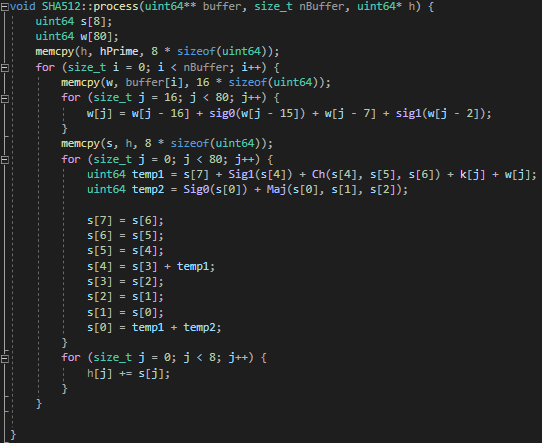 void SHA512::process(uint64** buffer, size_t nBuffer, uint64* h) {
    uint64 s[8];
    uint64 w[80];
    memcpy(h, hPrime, 8 * sizeof(uint64));
    for (size_t i = 0; i < nBuffer; i++) {
        memcpy(w, buffer[i], 16 * sizeof(uint64));
        for (size_t j = 16; j < 80; j++) {
            w[j] = w[j - 16] + sig0(w[j - 15]) + w[j - 7] + sig1(w[j - 2]);
        }
        memcpy(s, h, 8 * sizeof(uint64));
        for (size_t j = 0; j < 80; j++) {
            uint64 temp1 = s[7] + Sig1(s[4]) + Ch(s[4], s[5], s[6]) + k[j] + w[j];
            uint64 temp2 = Sig0(s[0]) + Maj(s[0], s[1], s[2]);

            s[7] = s[6];
            s[6] = s[5];
            s[5] = s[4];
            s[4] = s[3] + temp1;
            s[3] = s[2];
            s[2] = s[1];
            s[1] = s[0];
            s[0] = temp1 + temp2;
        }
        for (size_t j = 0; j < 8; j++) {
            h[j] += s[j];
        }
    }

}